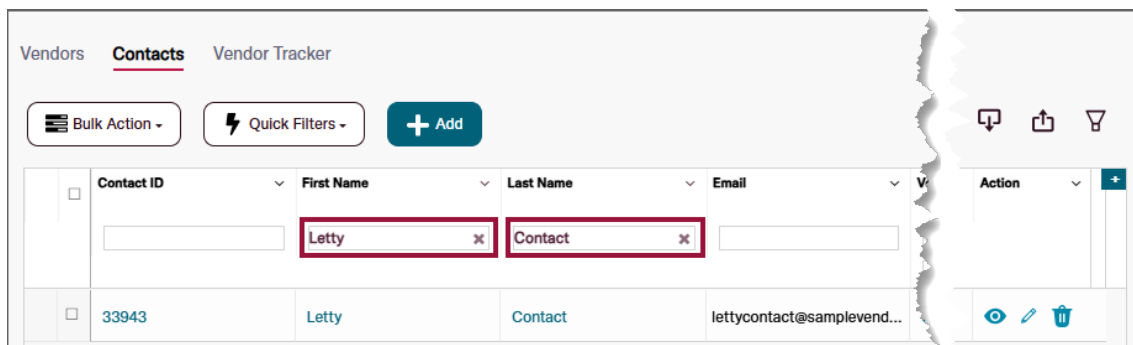 Vendors Contacts Vendor Tracker
Bulk Action Quick Filters Add
Contact ID First Name Last Name Email Action
Letty Contact
33943 Letty Contact lettycontact@samplevend...